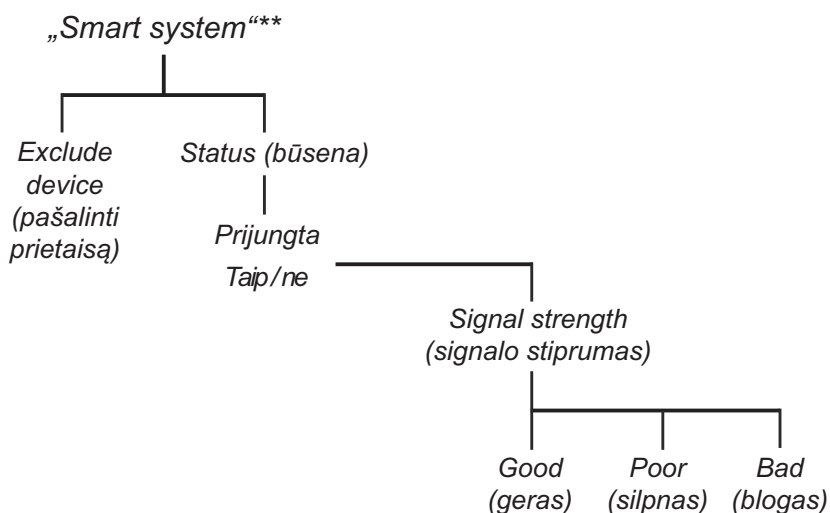 „Smart system“**
Exclude
device
(pašalinti
prietaisą)
Status (būsena)
Prijungta
Taip/ne
Signal strength
(signalo stiprumas)
Good
(geras)
Poor
(silpnas)
Bad
(blogas)